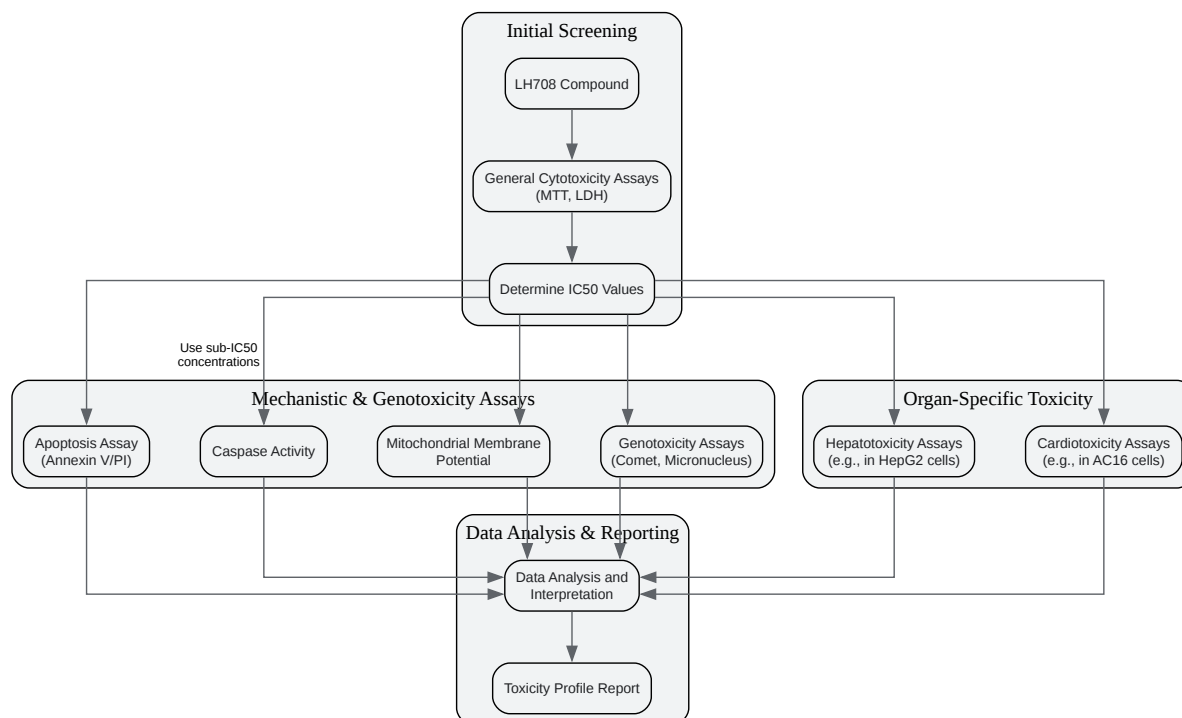 Initial Screening
LH708 Compound
General Cytotoxicity Assays
(MTT, LDH)
Determine IC50 Values
Use sub-IC50
concentrations
Mechanistic & Genotoxicity Assays
Apoptosis Assay
(Annexin V/PI)
Caspase Activity
Mitochondrial Membrane
Potential
Genotoxicity Assays
(Comet, Micronucleus)
Organ-Specific Toxicity
Hepatotoxicity Assays
(e.g., in HepG2 cells)
Cardiotoxicity Assays
(e.g., in AC16 cells)
Data Analysis & Reporting
Data Analysis and
Interpretation
Toxicity Profile Report